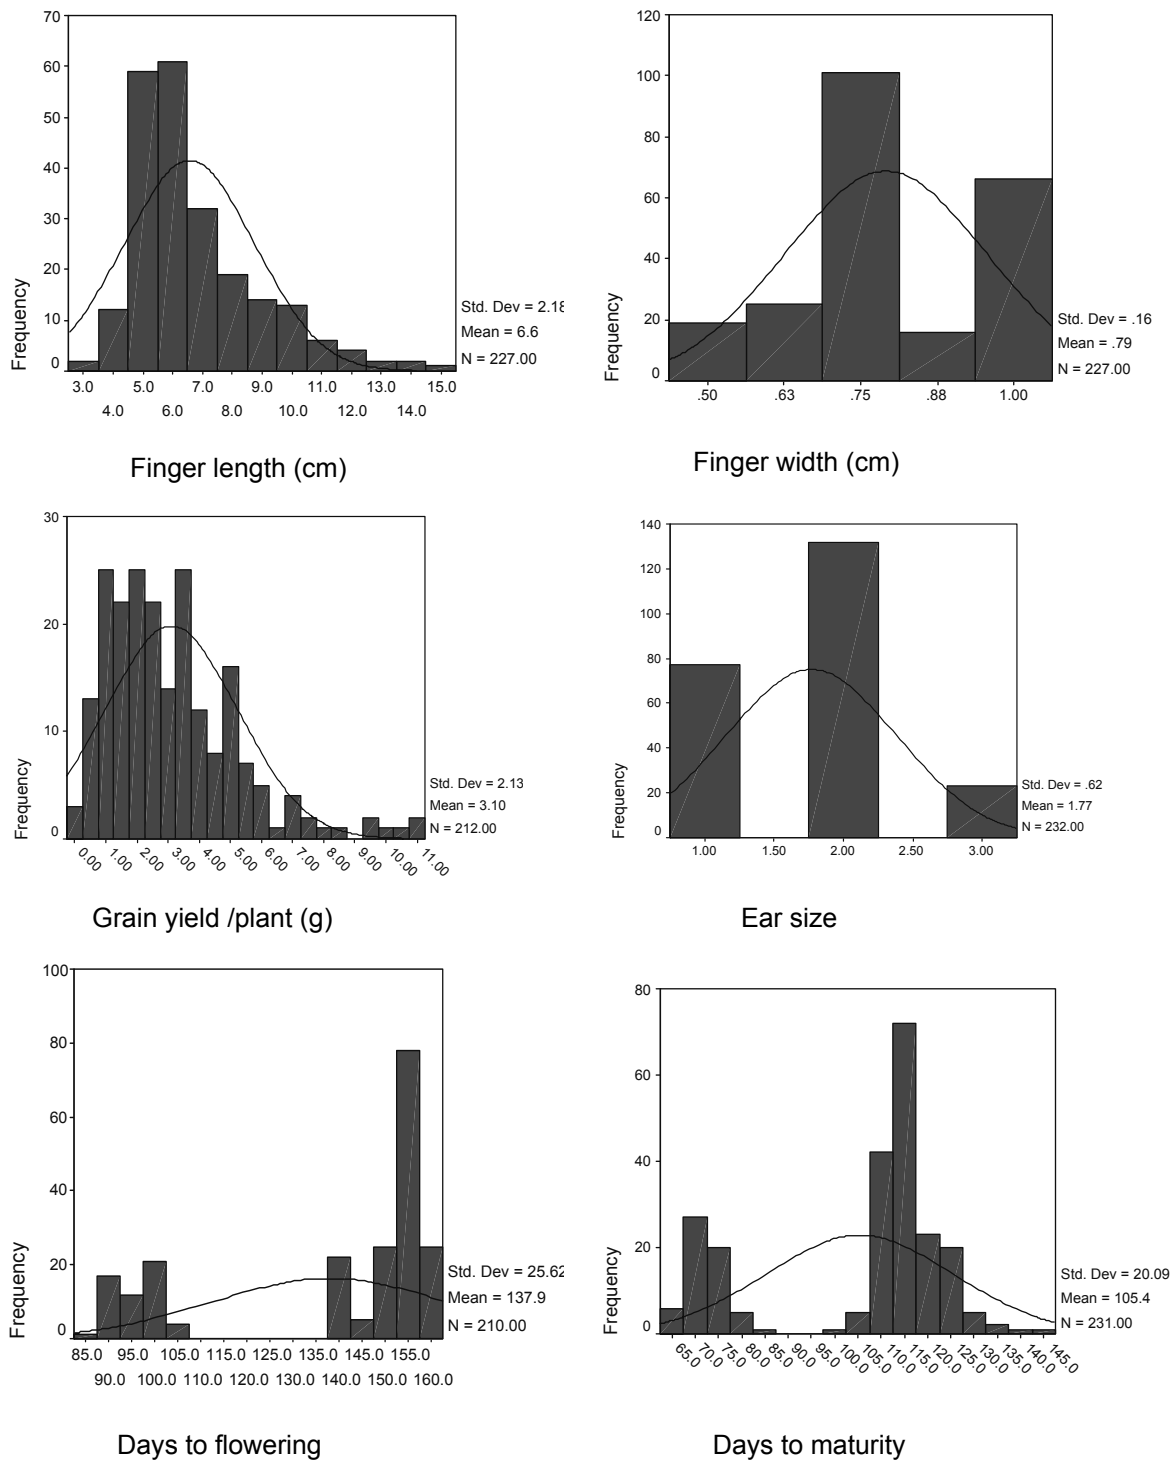 70
60
50
40
30
20
10
0
Frequency
3.0 5.0 7.0 9.0 11.0 13.0 15.0
4.0 6.0 8.0 10.0 12.0 14.0
Std. Dev = 2.18
Mean = 6.6
N = 227.00
Finger length (cm)
120
100
80
60
40
20
0
Frequency
.50 .63 .75 .88 1.00
Std. Dev = .16
Mean = .79
N = 227.00
Finger width (cm)
30
20
10
0
Frequency
0.00 1.00 2.00 3.00 4.00 5.00 6.00 7.00 8.00 9.00 10.00 11.00
Std. Dev = 2.13
Mean = 3.10
N = 212.00
Grain yield /plant (g)
140
120
100
80
60
40
20
0
Frequency
1.00 1.50 2.00 2.50 3.00
Std. Dev = .62
Mean = 1.77
N = 232.00
Ear size
100
80
60
40
20
0
Frequency
85.0 95.0 105.0 115.0 125.0 135.0 145.0 155.0
90.0 100.0 110.0 120.0 130.0 140.0 150.0 160.0
Std. Dev = 25.62
Mean = 137.9
N = 210.00
Days to flowering
80
60
40
20
0
Frequency
65.0 70.0 75.0 80.0 85.0 90.0 95.0 100.0 105.0 110.0 115.0 120.0 125.0 130.0 135.0 140.0 145.0
Std. Dev = 20.09
Mean = 105.4
N = 231.00
Days to maturity